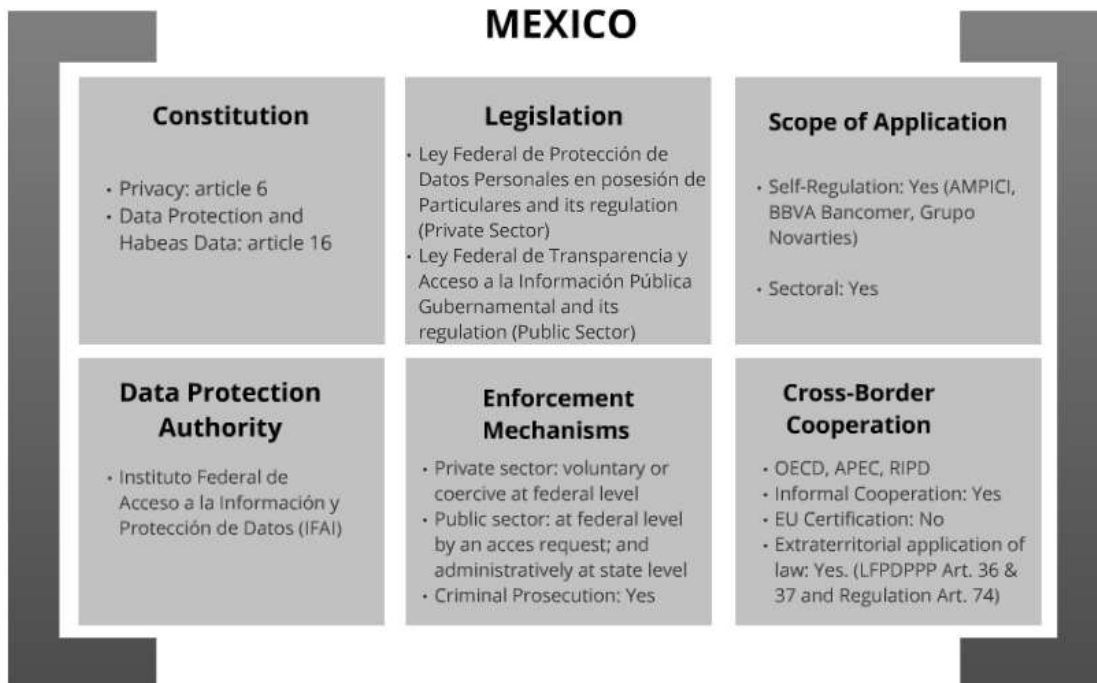 MEXICO
Constitution
• Privacy: article 6
• Data Protection and
Habeas Data: article 16
Legislation
• Ley Federal de Protección de
Datos Personales en posesión de
Particulares and its regulation
(Private Sector)
• Ley Federal de Transparencia y
Acceso a la Información Pública
Gubernamental and its
regulation (Public Sector)
Scope of Application
• Self-Regulation: Yes (AMPICI,
BBVA Bancomer, Grupo
Novarties)
• Sectoral: Yes
Data Protection
Authority
• Instituto Federal de
Acceso a la Información y
Protección de Datos (IFAI)
Enforcement
Mechanisms
• Private sector: voluntary or
coercive at federal level
• Public sector: at federal level
by an acces request; and
administratively at state level
• Criminal Prosecution: Yes
Cross-Border
Cooperation
• OECD, APEC, RIPD
• Informal Cooperation: Yes
• EU Certification: No
• Extraterritorial application of
law: Yes. (LFPDPPP Art. 36 &
37 and Regulation Art. 74)